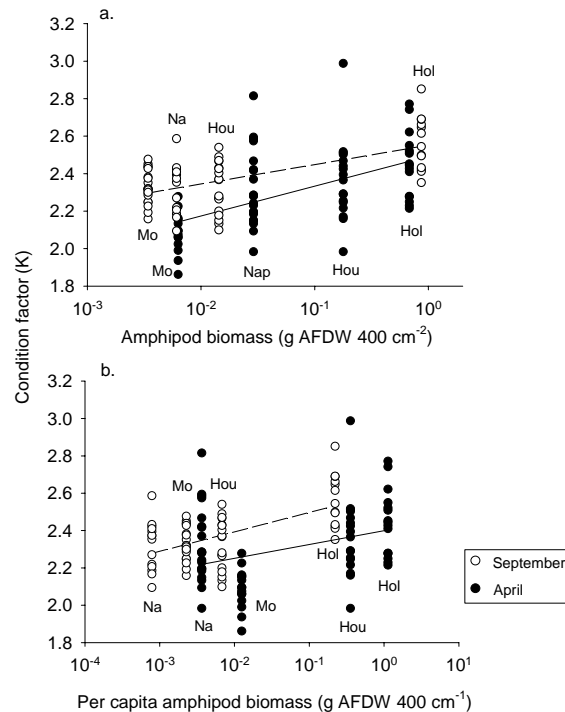 a.
3.2
3.0
2.8
2.6
2.4
2.2
2.0
1.8
Na
Hou
Hol
Mo
Mo
Nap
Hou
Hol
10-3 10-2 10-1 100
Amphipod biomass (g AFDW 400 cm-2)
Condition factor (K)
b.
3.2
3.0
2.8
2.6
2.4
2.2
2.0
1.8
Mo
Hou
Na
Na
Mo
Hol
Hou
Hol
10-4 10-3 10-2 10-1 100 101
Per capita amphipod biomass (g AFDW 400 cm-1)
September
April